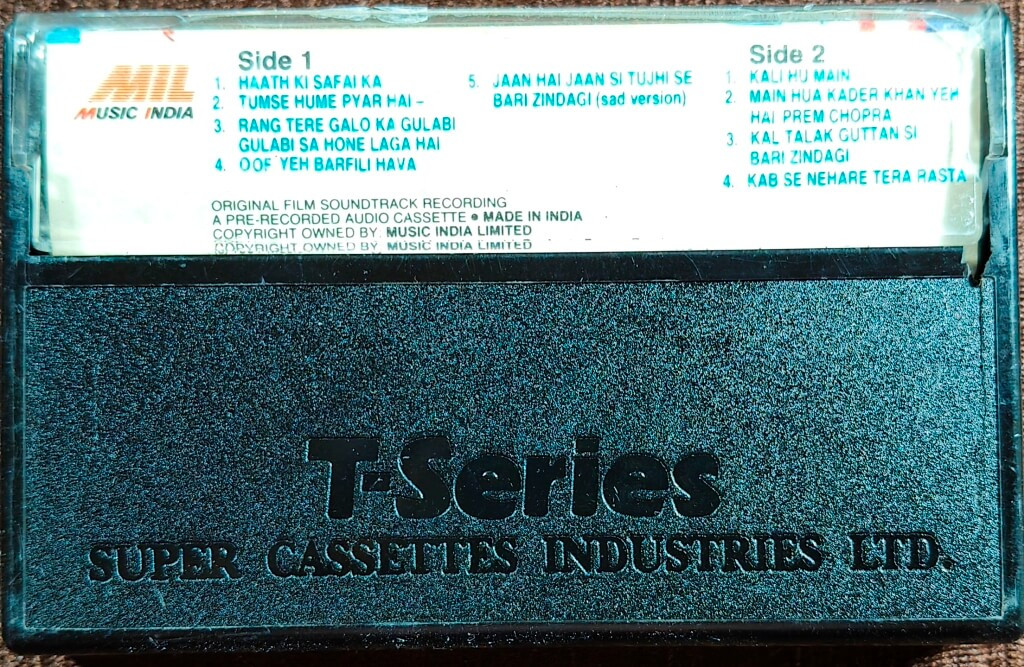 MIL
MUSIC INDIA
Side 1
1. HAATH KI SAFAI KA
2. TUMSE HUME PYAR HAI –
3. RANG TERE GALO KA GULABI
GULABI SA HONE LAGA HAI
4. OOF YEH BARFILI HAVA
5. JAAN HAI JAAN SI TUJHI SE
BARI ZINDAGI (sad version)
Side 2
1. KALI HU MAIN
2. MAIN HUA KADER KHAN YEH
HAI PREM CHOPRA
3. KAL TALAK GUTTAN SI
BARI ZINDAGI
4. KAB SE NEHARE TERA RASTA
ORIGINAL FILM SOUNDTRACK RECORDING
A PRE-RECORDED AUDIO CASSETTE ● MADE IN INDIA
COPYRIGHT OWNED BY: MUSIC INDIA LIMITED
COPYRIGHT OWNED BY: MUSIC INDIA LIMITED
T-Series
SUPER CASSETTES INDUSTRIES LTD.